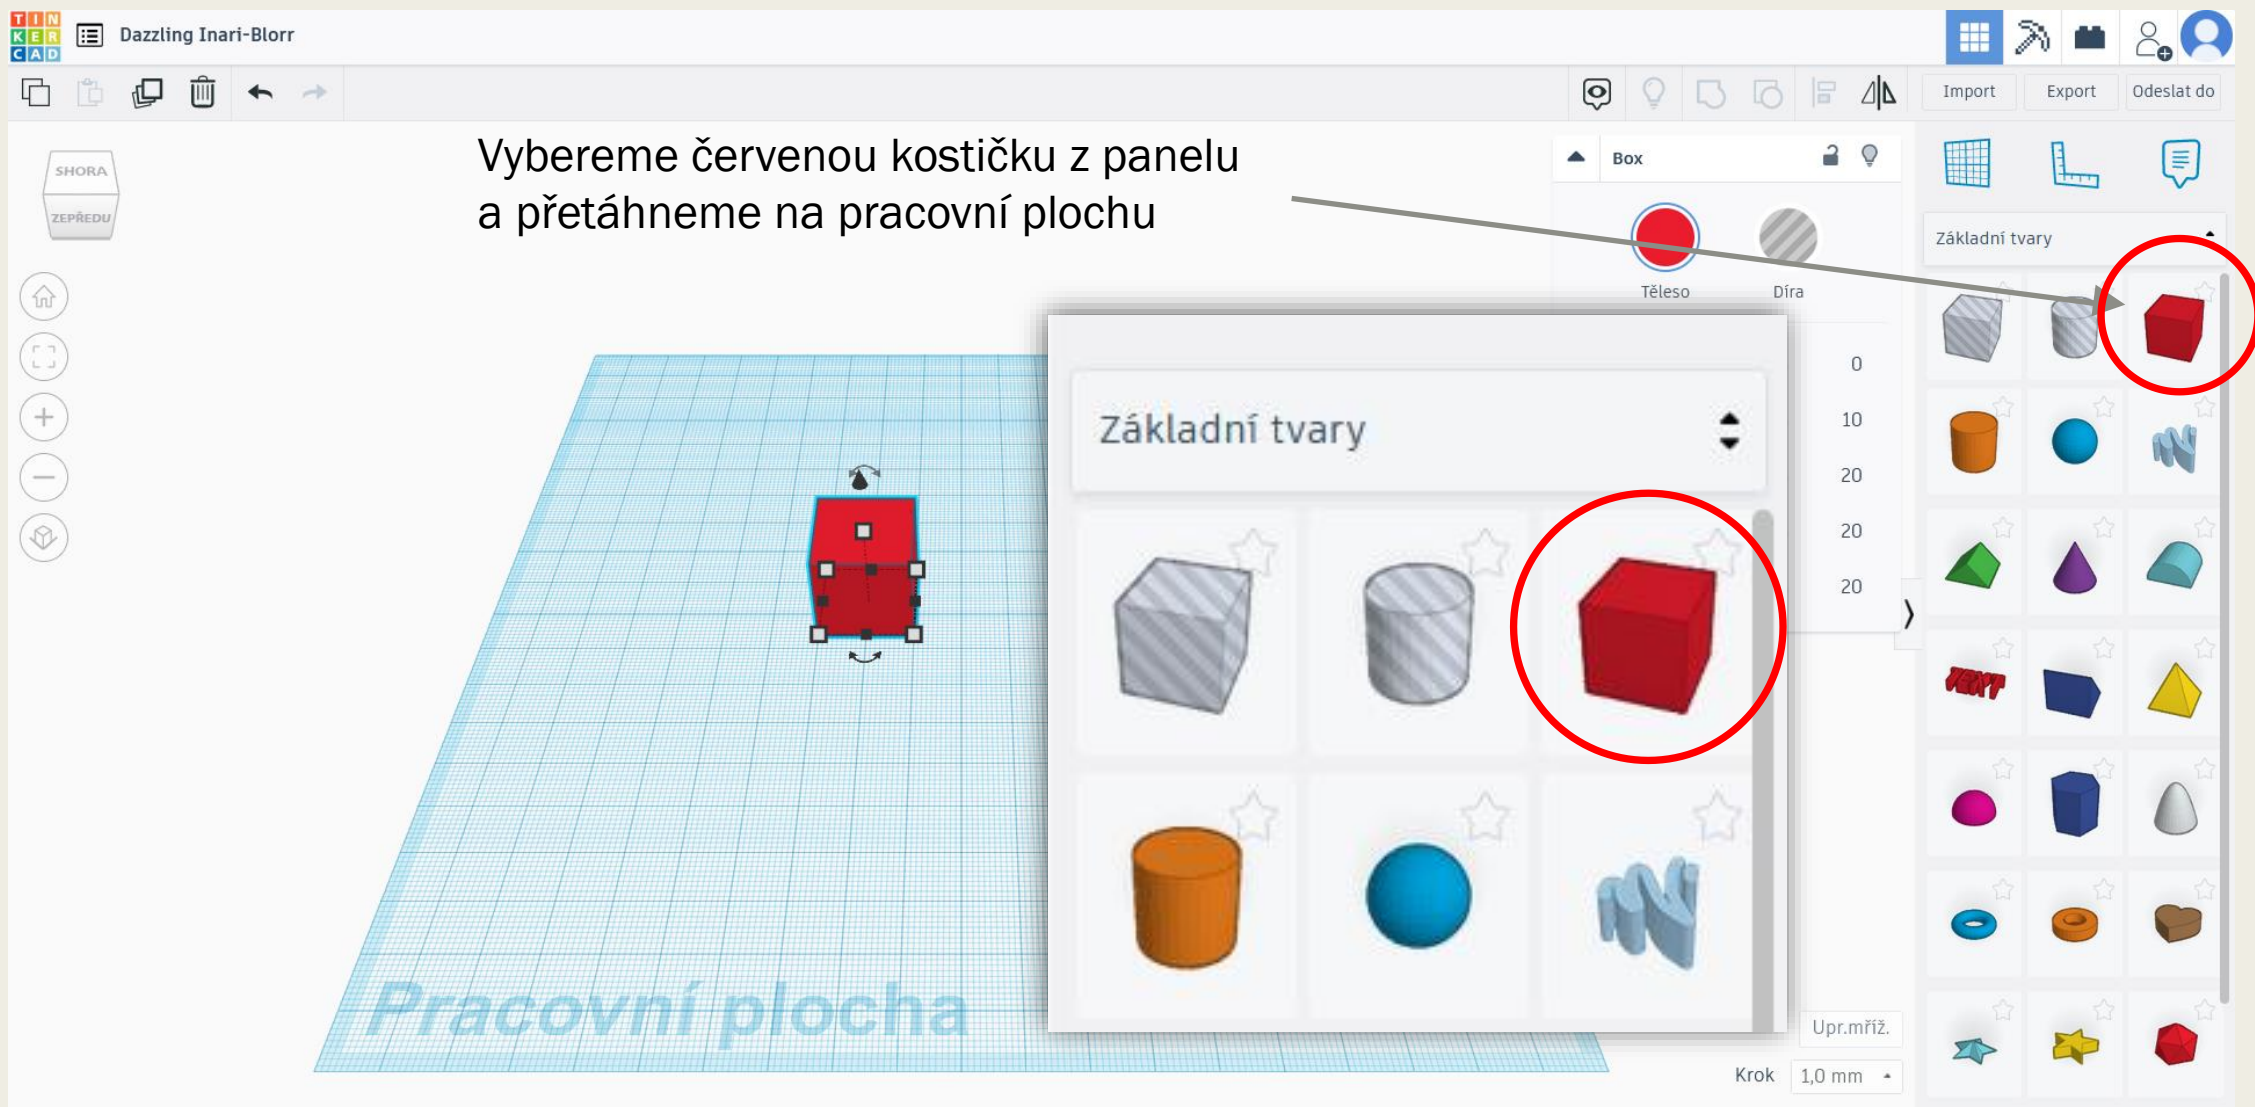 TIN
KER
CAD
Dazzling Inari-Blorr
Import
Export
Odeslat do
Vybereme červenou kostičku z panelu
a přetáhneme na pracovní plochu
SHORA
ZEPŘEDU
Box
Těleso
Díra
0
10
20
20
20
Základní tvary
Základní tvary
TEXT
Pracovní plocha
Upr.mříž.
Krok
1,0 mm